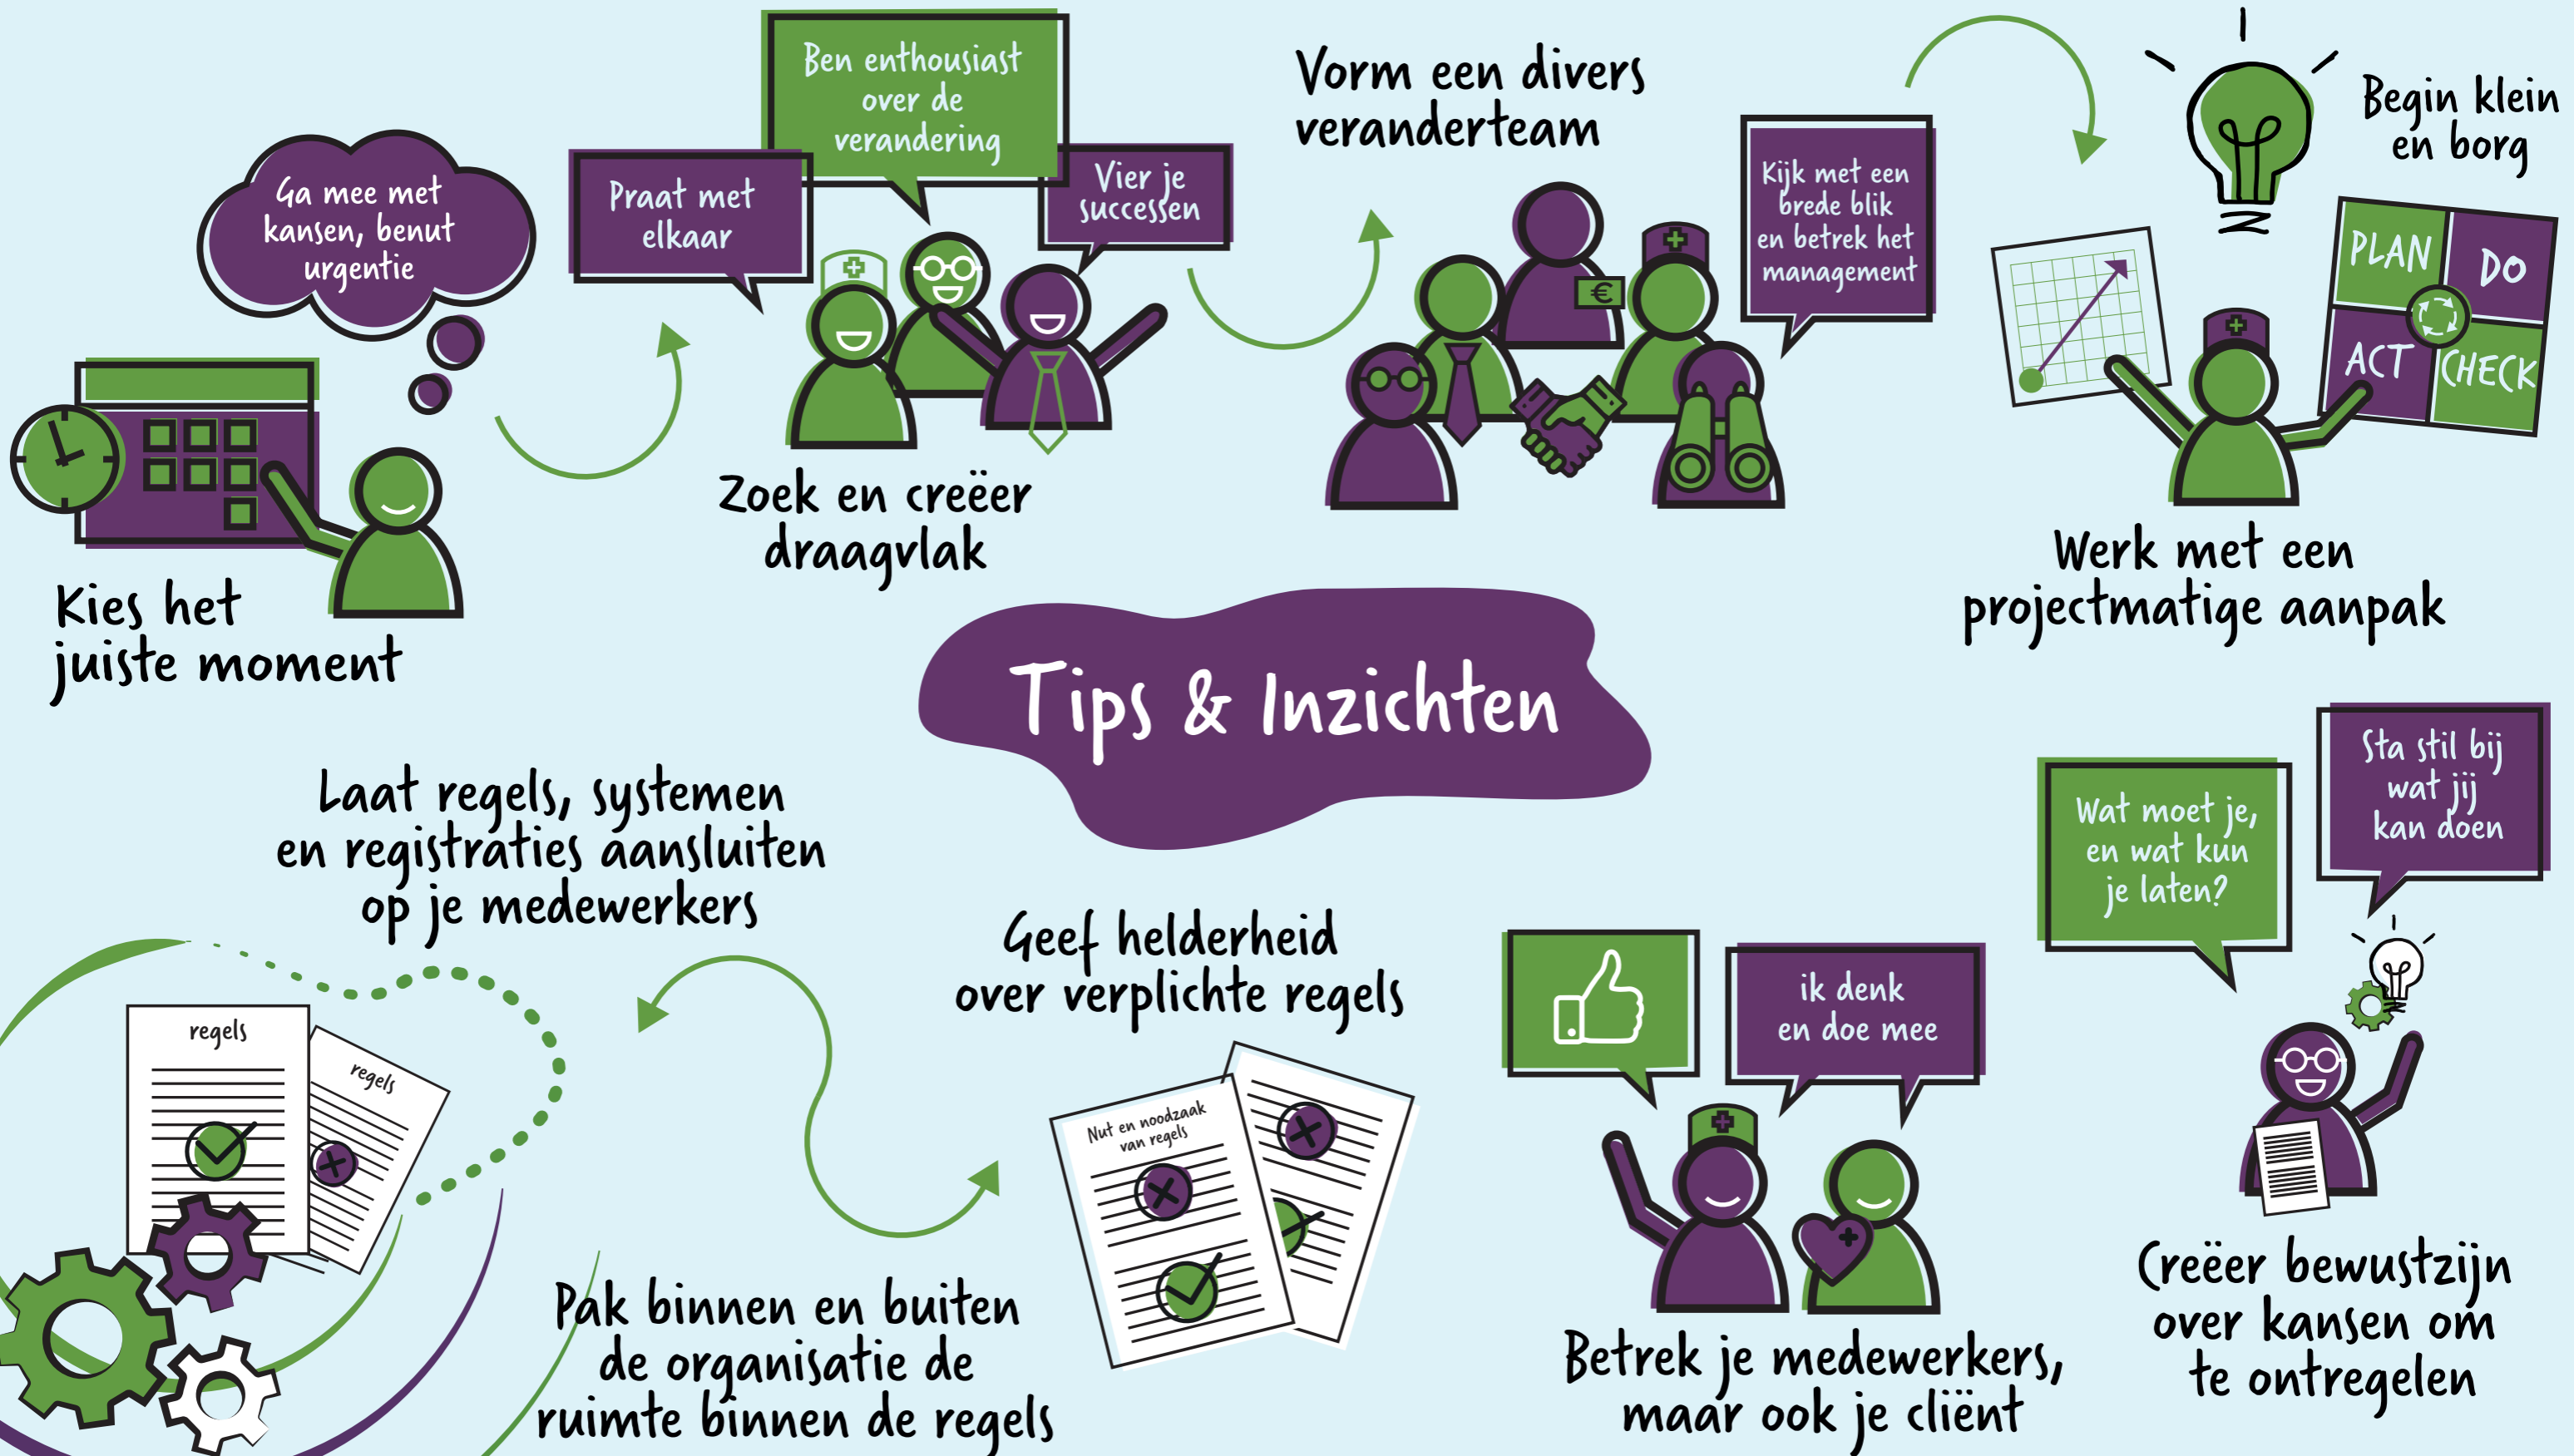 Ga mee met
kansen, benut
urgentie
Kies het
juiste moment
Praat met
elkaar
Ben enthousiast
over de
verandering
Vier je
successen
Zoek en creëer
draagvlak
Vorm een divers
veranderteam
€
Kijk met een
brede blik
en betrek het
management
Begin klein
en borg
PLAN
DO
ACT
CHECK
Werk met een
projectmatige aanpak
Tips & Inzichten
Laat regels, systemen
en registraties aansluiten
op je medewerkers
regels
regels
Pak binnen en buiten
de organisatie de
ruimte binnen de regels
Geef helderheid
over verplichte regels
Nut en noodzaak
van regels
ik denk
en doe mee
Betrek je medewerkers,
maar ook je cliënt
Wat moet je,
en wat kun
je laten?
Sta stil bij
wat jij
kan doen
Creëer bewustzijn
over kansen om
te ontregelen